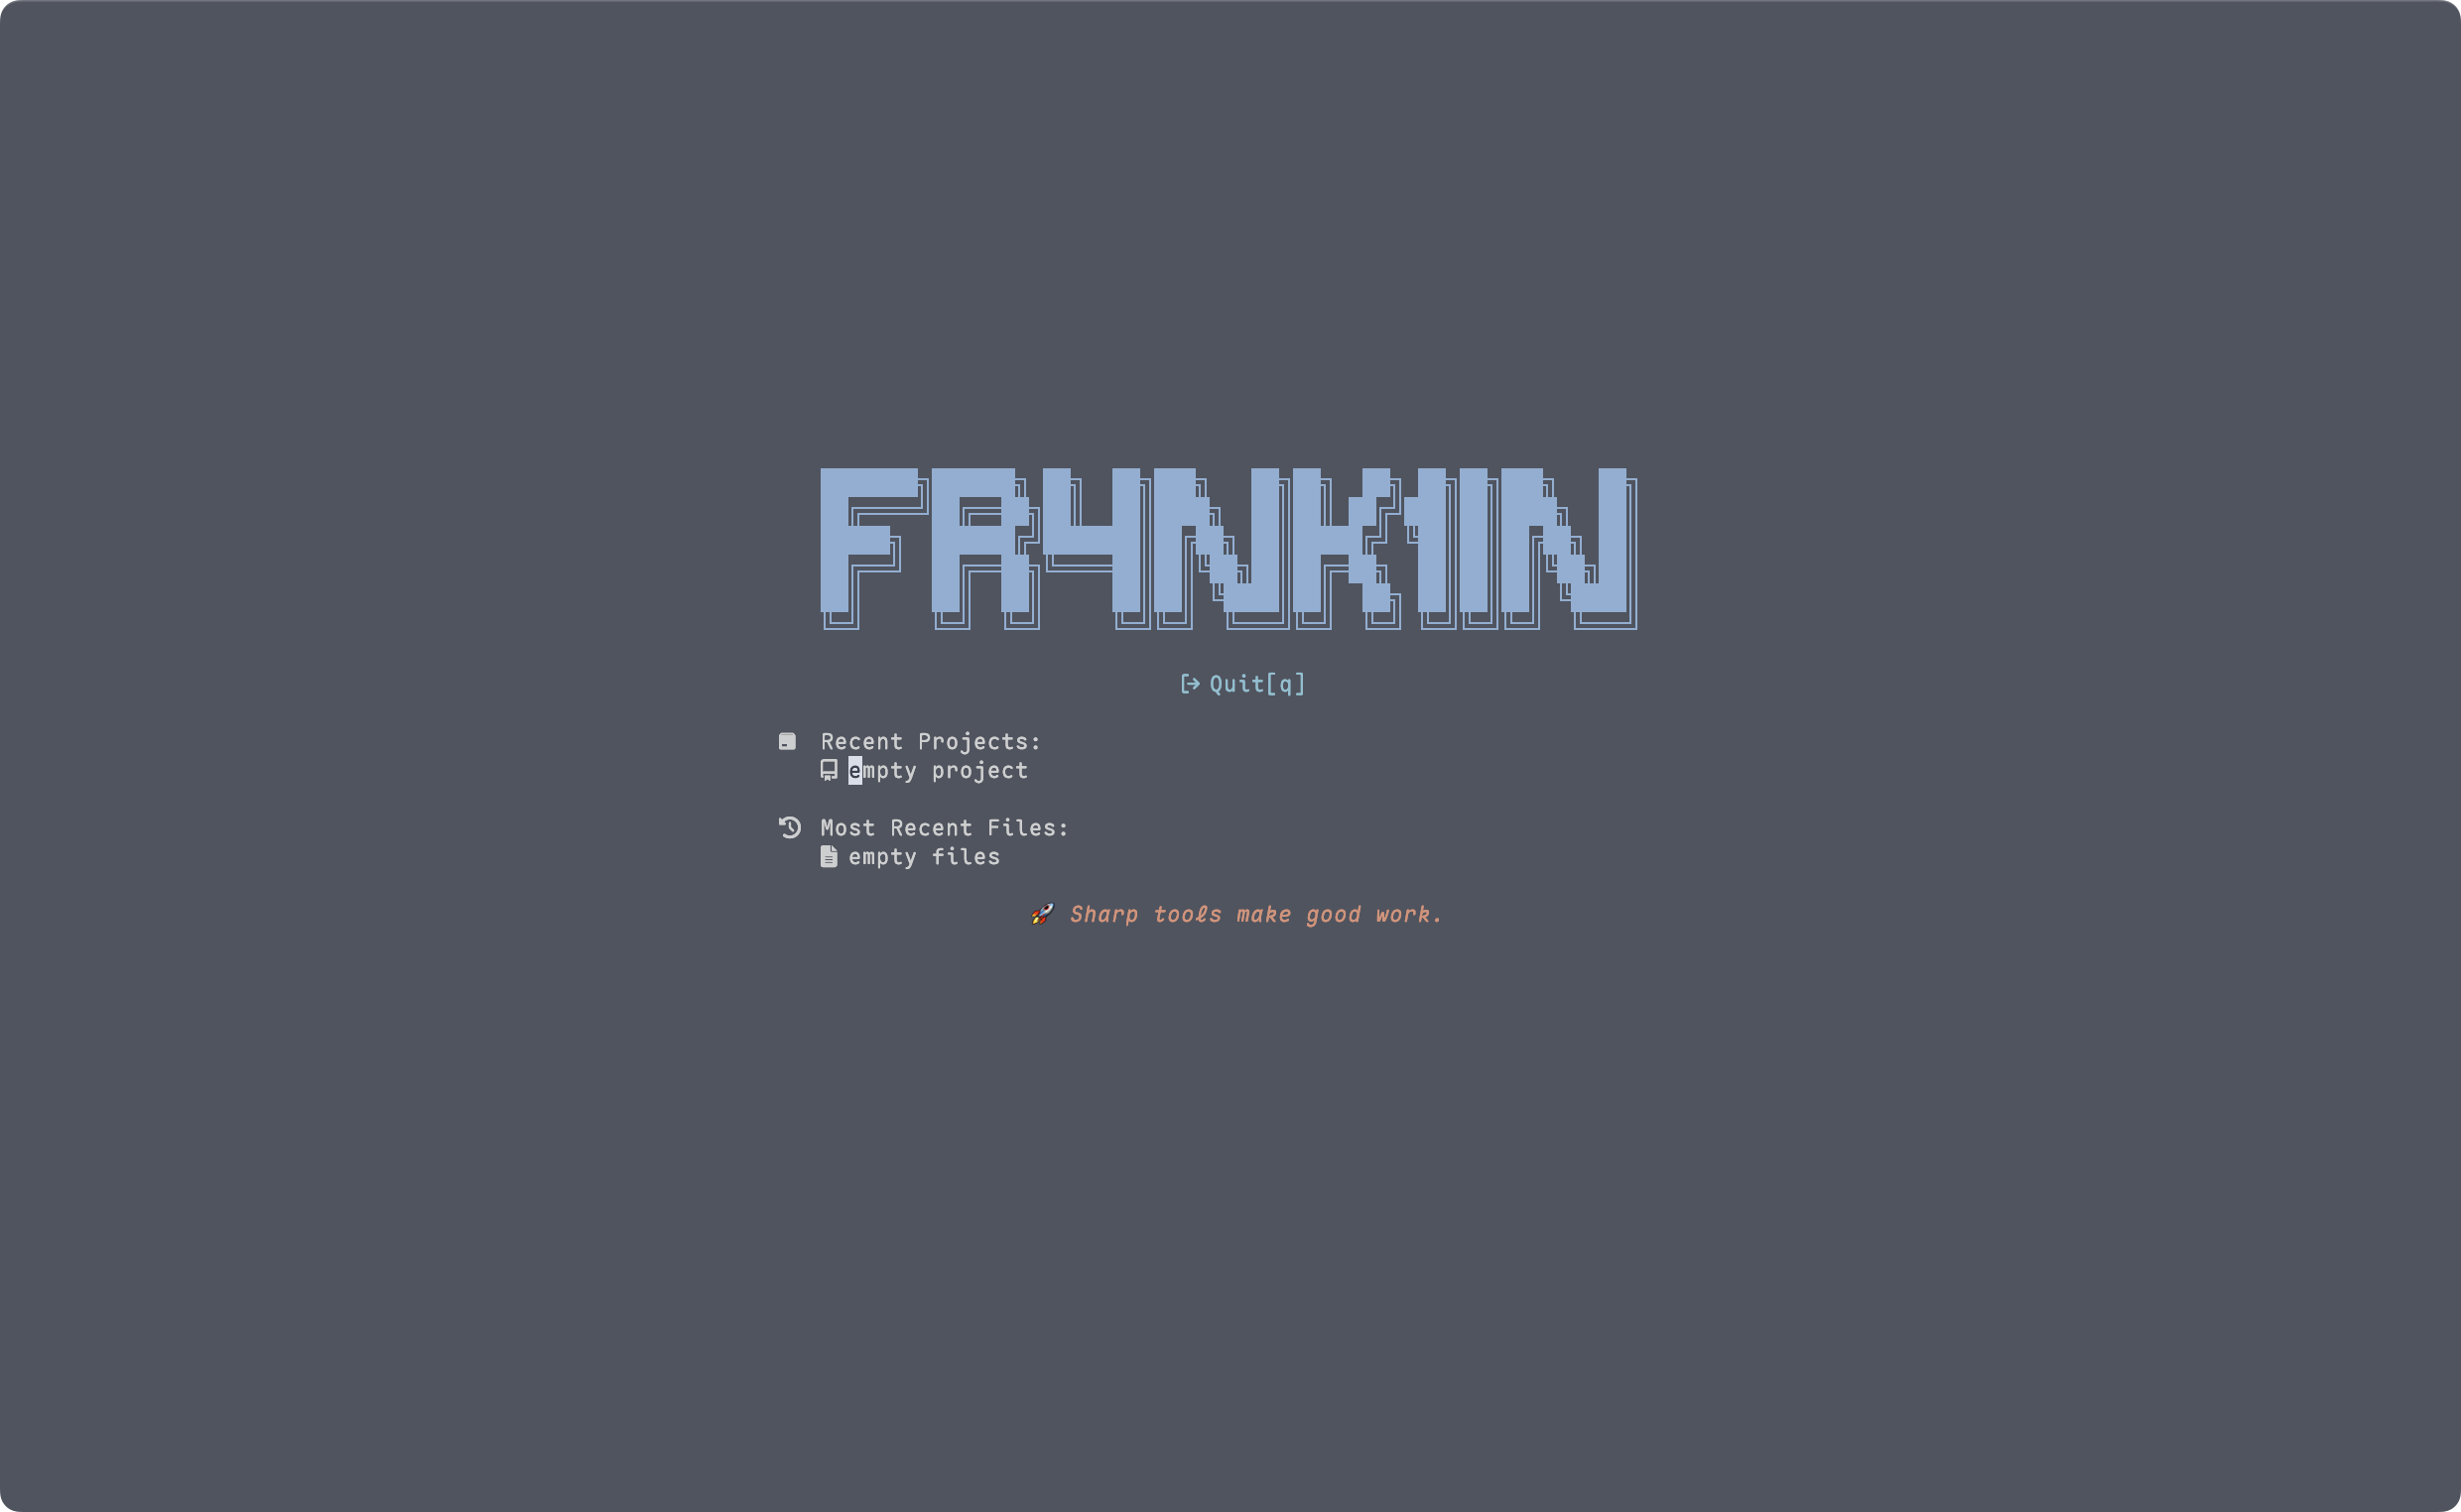 FR4NK1IN
Quit[q]
Recent Projects:
empty project
Most Recent Files:
empty files
🚀 Sharp tools make good work.